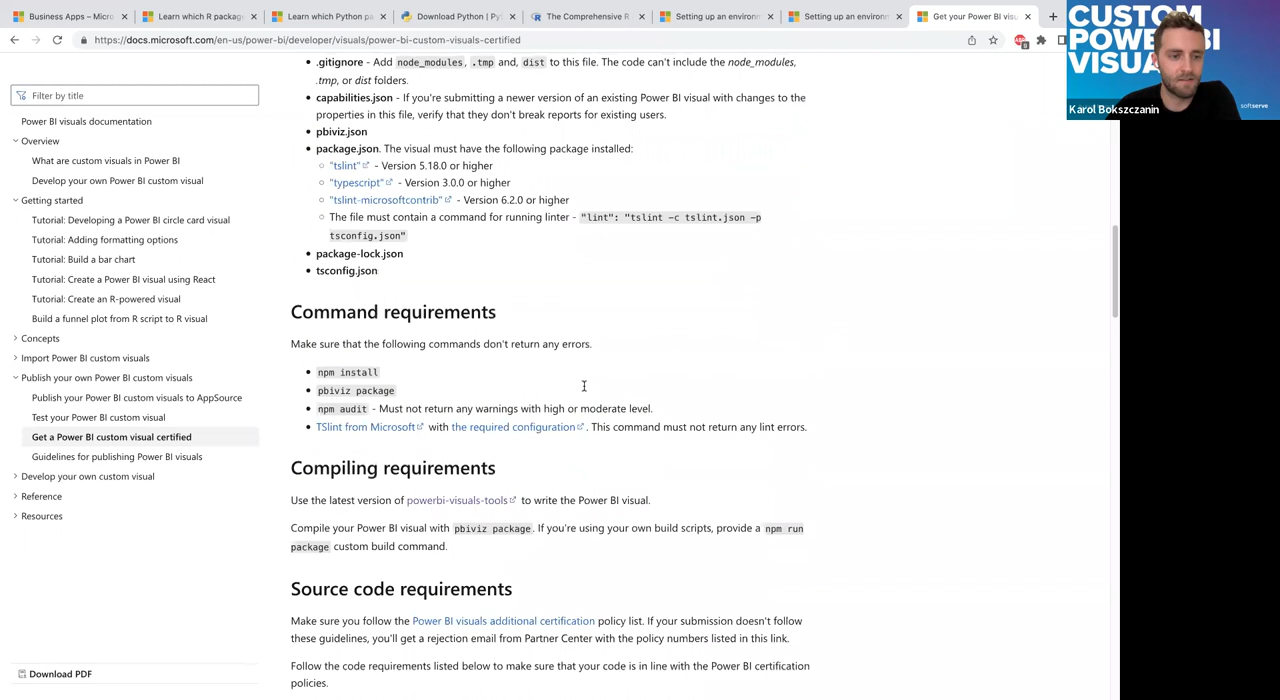 Business Apps – Micro
Learn which R packag
Learn which Python pa
Download Python | Pyt
The Comprehensive R
Setting up an environm
Setting up an environm
Get your Power BI visu
https://docs.microsoft.com/en-us/power-bi/developer/visuals/power-bi-custom-visuals-certified
CUSTOM
POWER BI
VISUA
Karol Bokszczanin
softserve
Filter by title
Power BI visuals documentation
Overview
What are custom visuals in Power BI
Develop your own Power BI custom visual
Getting started
Tutorial: Developing a Power BI circle card visual
Tutorial: Adding formatting options
Tutorial: Build a bar chart
Tutorial: Create a Power BI visual using React
Tutorial: Create an R-powered visual
Build a funnel plot from R script to R visual
Concepts
Import Power BI custom visuals
Publish your own Power BI custom visuals
Publish your Power BI custom visuals to AppSource
Test your Power BI custom visual
Get a Power BI custom visual certified
Guidelines for publishing Power BI visuals
Develop your own custom visual
Reference
Resources
Download PDF
.gitignore - Add node_modules, .tmp and, dist to this file. The code can't include the node_modules,
.tmp, or dist folders.
capabilities.json - If you're submitting a newer version of an existing Power BI visual with changes to the
properties in this file, verify that they don't break reports for existing users.
pbiviz.json
package.json. The visual must have the following package installed:
"tslint" - Version 5.18.0 or higher
"typescript" - Version 3.0.0 or higher
"tslint-microsoftcontrib" - Version 6.2.0 or higher
The file must contain a command for running linter - "lint": "tslint -c tslint.json -p
tsconfig.json"
package-lock.json
tsconfig.json
Command requirements
Make sure that the following commands don't return any errors.
npm install
pbiviz package
npm audit - Must not return any warnings with high or moderate level.
TSlint from Microsoft with the required configuration. This command must not return any lint errors.
Compiling requirements
Use the latest version of powerbi-visuals-tools to write the Power BI visual.
Compile your Power BI visual with pbiviz package. If you're using your own build scripts, provide a npm run
package custom build command.
Source code requirements
Make sure you follow the Power BI visuals additional certification policy list. If your submission doesn't follow
these guidelines, you'll get a rejection email from Partner Center with the policy numbers listed in this link.
Follow the code requirements listed below to make sure that your code is in line with the Power BI certification
policies.